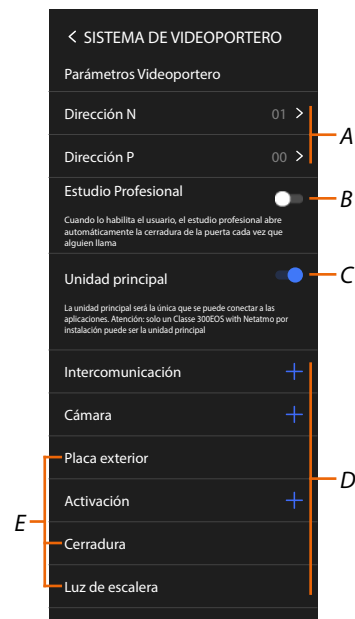 < SISTEMA DE VIDEOPORTERO
Parámetros Videoportero
Dirección N 01 >
A
Dirección P 00 >
Estudio Profesional
B
Cuando lo habilita el usuario, el estudio profesional abre
automáticamente la cerradura de la puerta cada vez que
alguien llama
Unidad principal
C
La unidad principal será la única que se puede conectar a las
aplicaciones. Atención: solo un Classe 300EOS with Netatmo por
instalación puede ser la unidad principal
Intercomunicación +
Cámara +
Placa exterior
D
Activación +
E
Cerradura
Luz de escalera